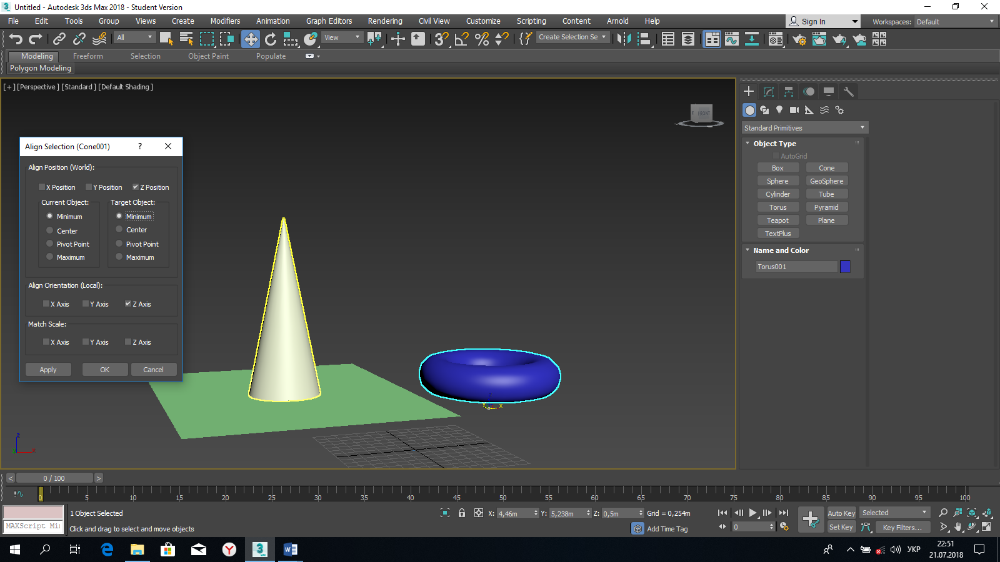 Untitled - Autodesk 3ds Max 2018 - Student Version
File Edit Tools Group Views Create Modifiers Animation Graph Editors Rendering Civil View Customize Scripting Content Arnold Help Sign In Workspaces: Default
All View Create Selection Se
Modeling Freeform Selection Object Paint Populate
Polygon Modeling
[+] [Perspective] [Standard] [Default Shading]
FRONT
Align Selection (Cone001) ?
Align Position (World):
X Position Y Position Z Position
Current Object: Target Object:
Minimum Minimum
Center Center
Pivot Point Pivot Point
Maximum Maximum
Align Orientation (Local):
X Axis Y Axis Z Axis
Match Scale:
X Axis Y Axis Z Axis
Apply OK Cancel
z
y x
z
x
Standard Primitives
Object Type
AutoGrid
Box Cone
Sphere GeoSphere
Cylinder Tube
Torus Pyramid
Teapot Plane
TextPlus
Name and Color
Torus001
< 0 / 100 >
0 5 10 15 20 25 30 35 40 45 50 55 60 65 70 75 80 85 90 95 100
1 Object Selected X: 4,46m Y: 5,238m Z: 0,5m Grid = 0,254m Auto Key Selected
MAXScript Mi Click and drag to select and move objects Add Time Tag 0 Set Key Key Filters...
УКР 22:51
21.07.2018